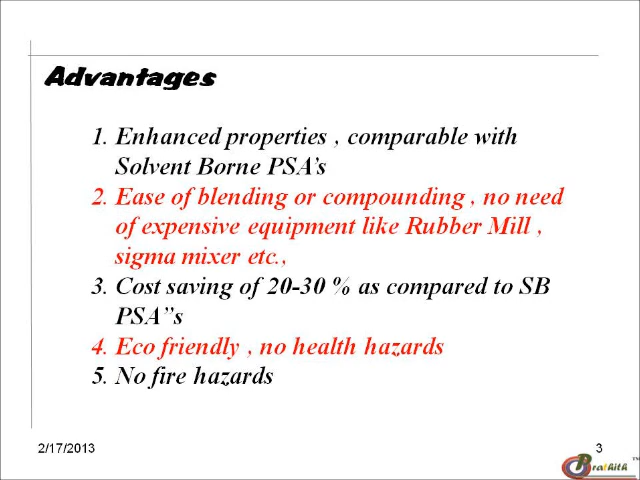 Advantages
1. Enhanced properties , comparable with
Solvent Borne PSA's
2. Ease of blending or compounding , no need
of expensive equipment like Rubber Mill ,
sigma mixer etc.,
3. Cost saving of 20-30 % as compared to SB
PSA”s
4. Eco friendly , no health hazards
5. No fire hazards
2/17/2013
3
Brathith TM